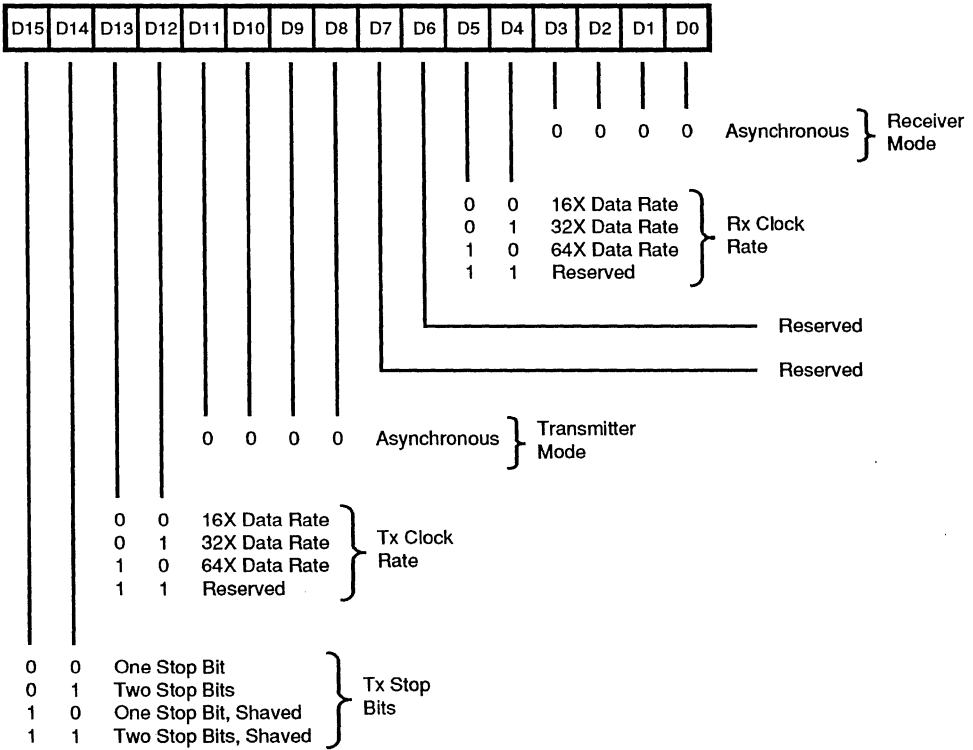 D15 D14 D13 D12 D11 D10 D9 D8 D7 D6 D5 D4 D3 D2 D1 D0
0 0 0 0 Asynchronous
Receiver
Mode
0 0 16X Data Rate
0 1 32X Data Rate
1 0 64X Data Rate
1 1 Reserved
Rx Clock
Rate
Reserved
Reserved
0 0 0 0 Asynchronous
Transmitter
Mode
0 0 16X Data Rate
0 1 32X Data Rate
1 0 64X Data Rate
1 1 Reserved
Tx Clock
Rate
0 0 One Stop Bit
0 1 Two Stop Bits
1 0 One Stop Bit, Shaved
1 1 Two Stop Bits, Shaved
Tx Stop
Bits